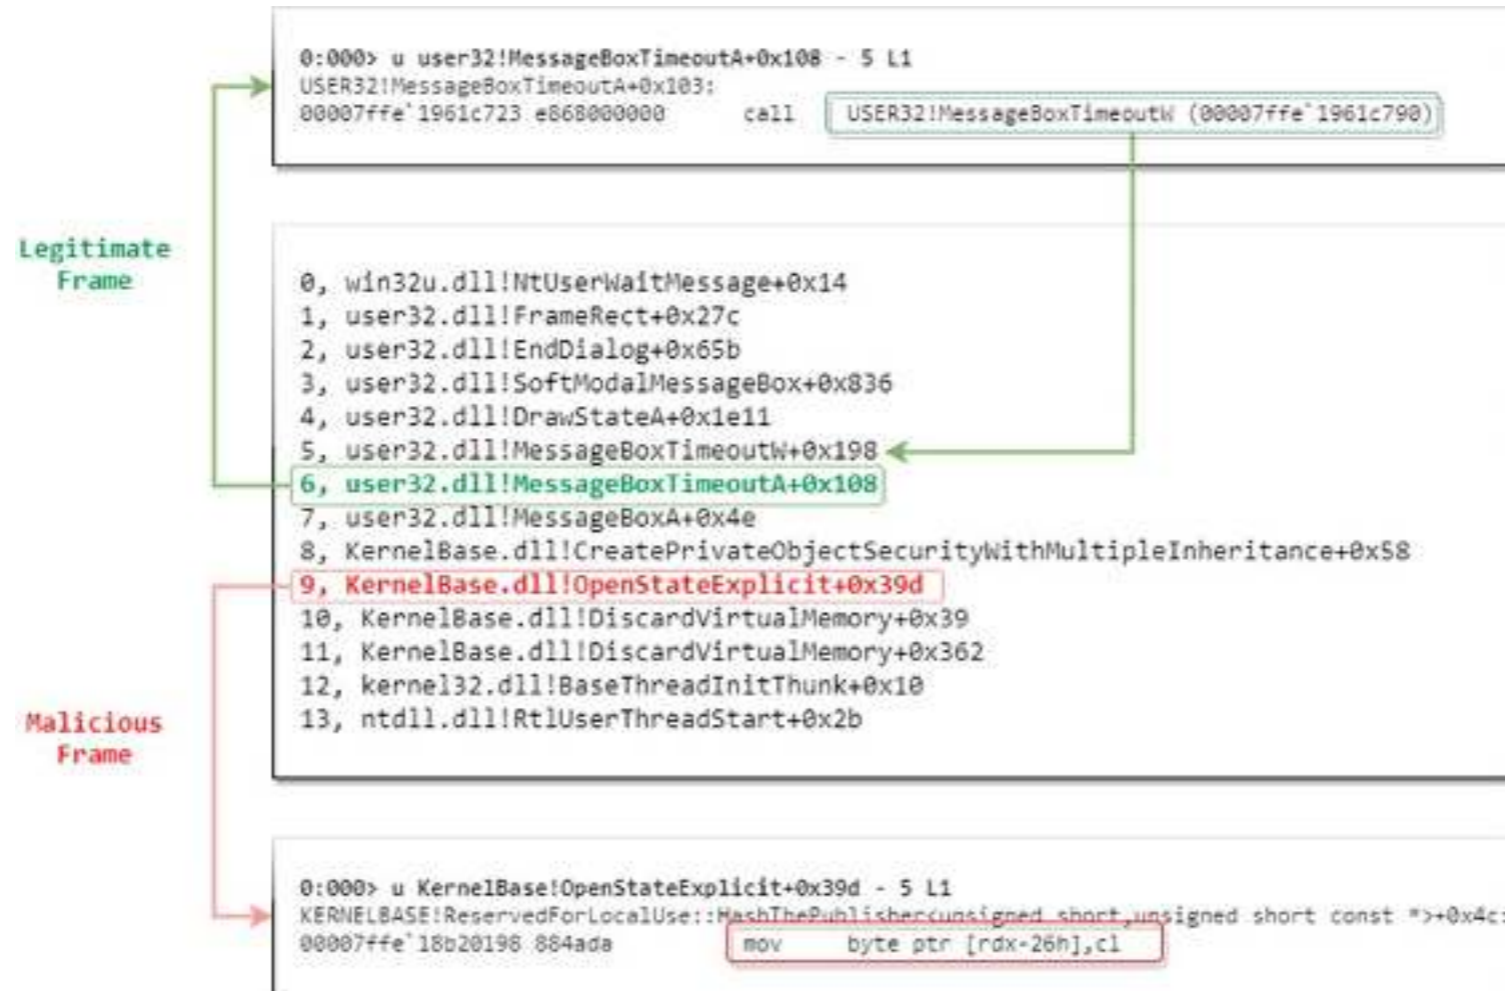 0:000> u user32!MessageBoxTimeoutA+0x108 - 5 L1
USER32!MessageBoxTimeoutA+0x103:
00007ffe`1961c723 e868000000 call USER32!MessageBoxTimeoutW (00007ffe`1961c790)
Legitimate
Frame
0, win32u.dll!NtUserWaitMessage+0x14
1, user32.dll!FrameRect+0x27c
2, user32.dll!EndDialog+0x65b
3, user32.dll!SoftModalMessageBox+0x836
4, user32.dll!DrawStateA+0x1e11
5, user32.dll!MessageBoxTimeoutW+0x198
6, user32.dll!MessageBoxTimeoutA+0x108
7, user32.dll!MessageBoxA+0x4e
8, KernelBase.dll!CreatePrivateObjectSecurityWithMultipleInheritance+0x58
9, KernelBase.dll!OpenStateExplicit+0x39d
10, KernelBase.dll!DiscardVirtualMemory+0x39
11, KernelBase.dll!DiscardVirtualMemory+0x362
12, kernel32.dll!BaseThreadInitThunk+0x10
13, ntdll.dll!RtlUserThreadStart+0x2b
Malicious
Frame
0:000> u KernelBase!OpenStateExplicit+0x39d - 5 L1
KERNELBASE!ReservedForLocalUse::HashThePublisher<unsigned short,unsigned short const *>+0x4c:
00007ffe`18b20198 884ada mov byte ptr [rdx-26h],cl